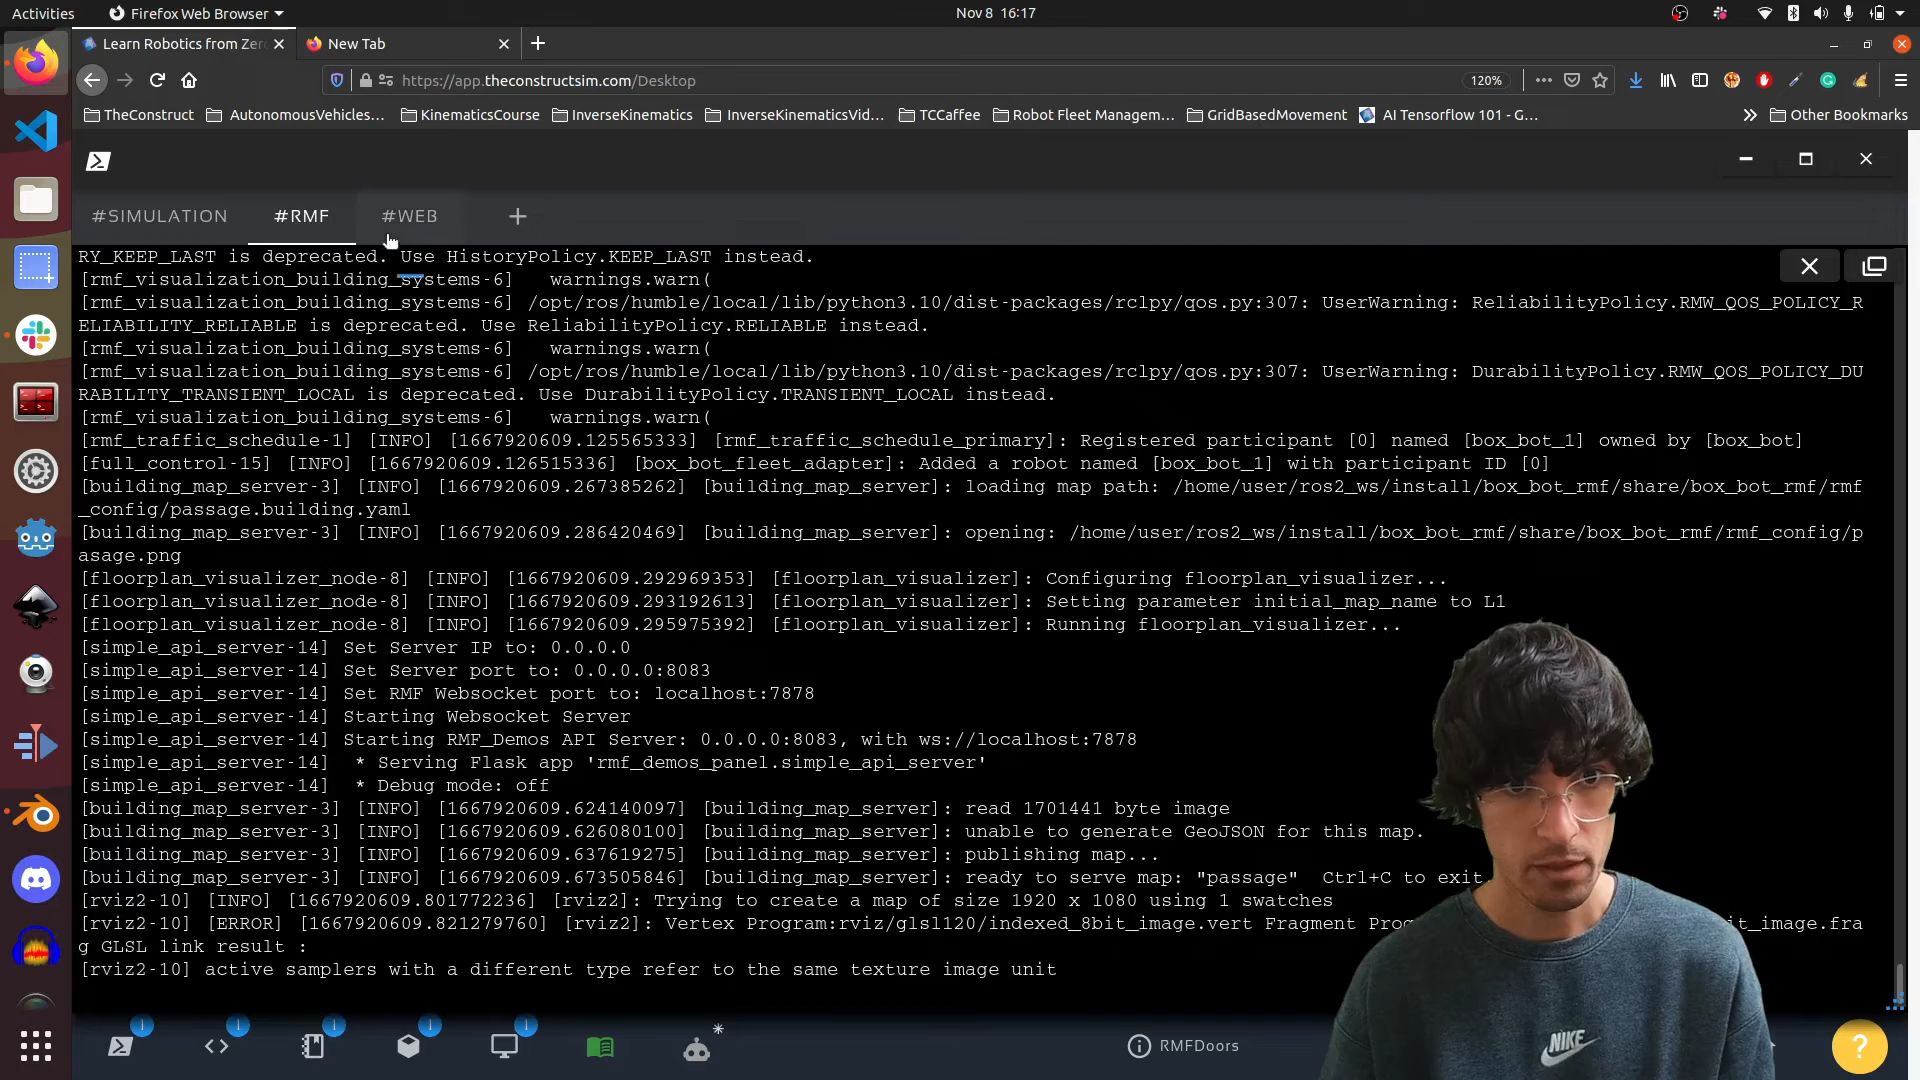 Activities
Firefox Web Browser
Nov 8 16:17
Learn Robotics from Zer
New Tab
https://app.theconstructsim.com/Desktop
120%
TheConstruct
AutonomousVehicles...
KinematicsCourse
InverseKinematics
InverseKinematicsVid...
TCCaffee
Robot Fleet Managem...
GridBasedMovement
AI Tensorflow 101 - G...
Other Bookmarks
#SIMULATION
#RMF
#WEB
RY_KEEP_LAST is deprecated. Use HistoryPolicy.KEEP_LAST instead.
[rmf_visualization_building_systems-6]   warnings.warn(
[rmf_visualization_building_systems-6] /opt/ros/humble/local/lib/python3.10/dist-packages/rclpy/qos.py:307: UserWarning: ReliabilityPolicy.RMW_QOS_POLICY_R
ELIABILITY_RELIABLE is deprecated. Use ReliabilityPolicy.RELIABLE instead.
[rmf_visualization_building_systems-6]   warnings.warn(
[rmf_visualization_building_systems-6] /opt/ros/humble/local/lib/python3.10/dist-packages/rclpy/qos.py:307: UserWarning: DurabilityPolicy.RMW_QOS_POLICY_DU
RABILITY_TRANSIENT_LOCAL is deprecated. Use DurabilityPolicy.TRANSIENT_LOCAL instead.
[rmf_visualization_building_systems-6]   warnings.warn(
[rmf_traffic_schedule-1] [INFO] [1667920609.125565333] [rmf_traffic_schedule_primary]: Registered participant [0] named [box_bot_1] owned by [box_bot]
[full_control-15] [INFO] [1667920609.126515336] [box_bot_fleet_adapter]: Added a robot named [box_bot_1] with participant ID [0]
[building_map_server-3] [INFO] [1667920609.267385262] [building_map_server]: loading map path: /home/user/ros2_ws/install/box_bot_rmf/share/box_bot_rmf/rmf
_config/passage.building.yaml
[building_map_server-3] [INFO] [1667920609.286420469] [building_map_server]: opening: /home/user/ros2_ws/install/box_bot_rmf/share/box_bot_rmf/rmf_config/p
asage.png
[floorplan_visualizer_node-8] [INFO] [1667920609.292969353] [floorplan_visualizer]: Configuring floorplan_visualizer...
[floorplan_visualizer_node-8] [INFO] [1667920609.293192613] [floorplan_visualizer]: Setting parameter initial_map_name to L1
[floorplan_visualizer_node-8] [INFO] [1667920609.295975392] [floorplan_visualizer]: Running floorplan_visualizer...
[simple_api_server-14] Set Server IP to: 0.0.0.0
[simple_api_server-14] Set Server port to: 0.0.0.0:8083
[simple_api_server-14] Set RMF Websocket port to: localhost:7878
[simple_api_server-14] Starting Websocket Server
[simple_api_server-14] Starting RMF_Demos API Server: 0.0.0.0:8083, with ws://localhost:7878
[simple_api_server-14]  * Serving Flask app 'rmf_demos_panel.simple_api_server'
[simple_api_server-14]  * Debug mode: off
[building_map_server-3] [INFO] [1667920609.624140097] [building_map_server]: read 1701441 byte image
[building_map_server-3] [INFO] [1667920609.626080100] [building_map_server]: unable to generate GeoJSON for this map.
[building_map_server-3] [INFO] [1667920609.637619275] [building_map_server]: publishing map...
[building_map_server-3] [INFO] [1667920609.673505846] [building_map_server]: ready to serve map: "passage"  Ctrl+C to exit
[rviz2-10] [INFO] [1667920609.801772236] [rviz2]: Trying to create a map of size 1920 x 1080 using 1 swatches
[rviz2-10] [ERROR] [1667920609.821279760] [rviz2]: Vertex Program:rviz/glsl120/indexed_8bit_image.vert Fragment Prog it_image.fra
g GLSL link result :
[rviz2-10] active samplers with a different type refer to the same texture image unit
RMFDoors
NIKE
?